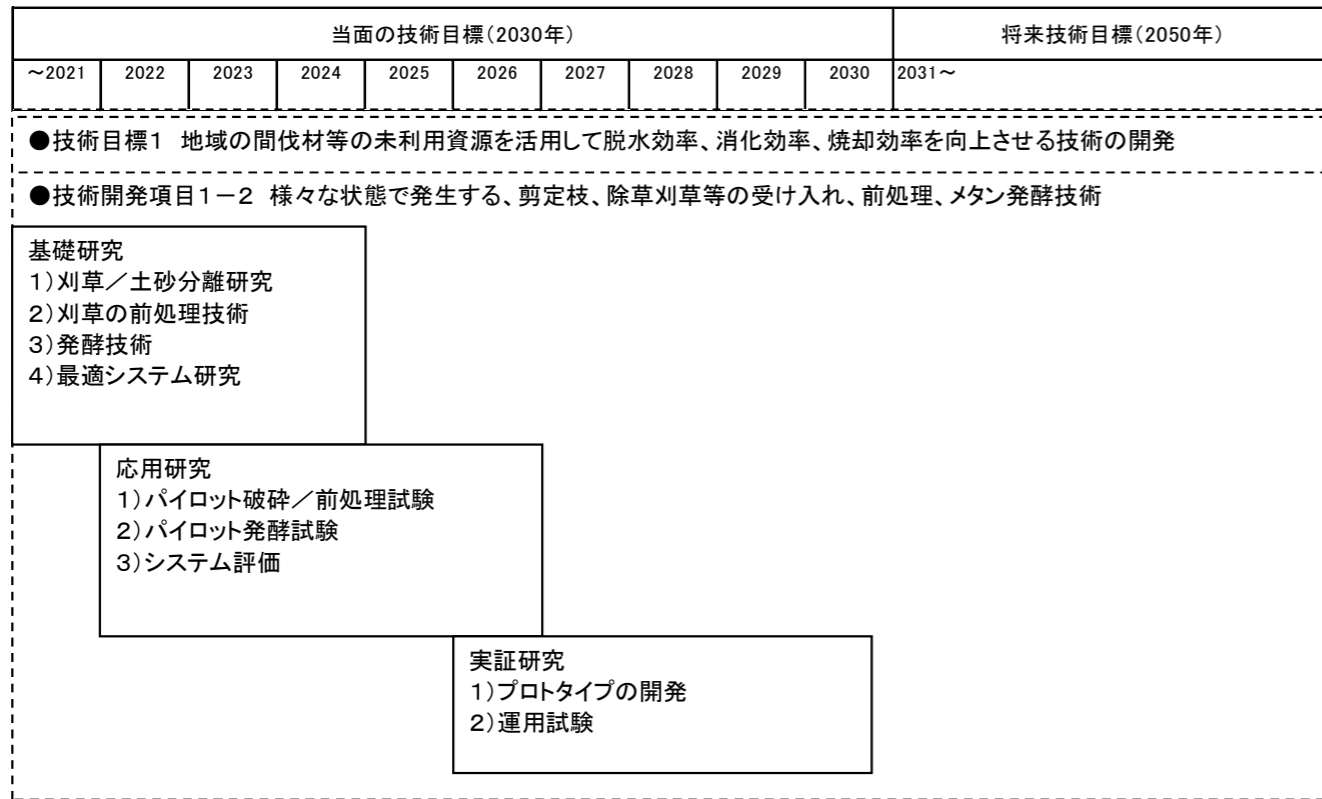 当面の技術目標（2030年）　将来技術目標（2050年）
～2021　2022　2023　2024　2025　2026　2027　2028　2029　2030　2031～
●技術目標1　地域の間伐材等の未利用資源を活用して脱水効率、消化効率、焼却効率を向上させる技術の開発
●技術開発項目1－2　様々な状態で発生する、剪定枝、除草刈草等の受け入れ、前処理、メタン発酵技術
基礎研究
1）刈草／土砂分離研究
2）刈草の前処理技術
3）発酵技術
4）最適システム研究
応用研究
1）パイロット破砕／前処理試験
2）パイロット発酵試験
3）システム評価
実証研究
1）プロトタイプの開発
2）運用試験